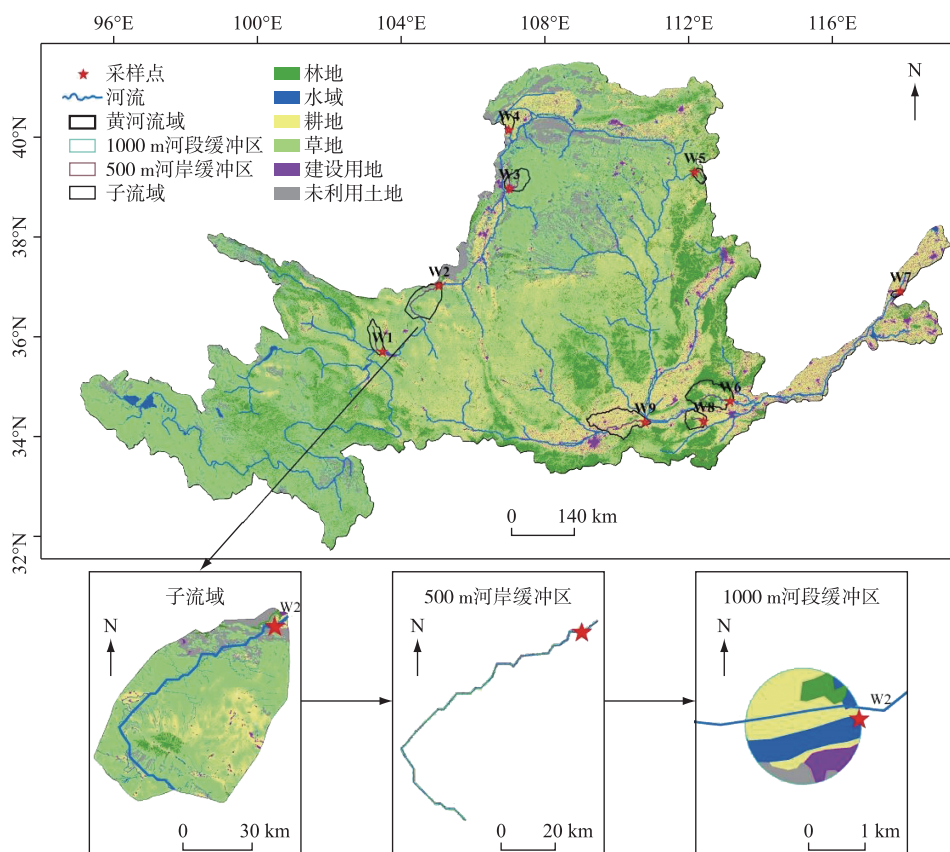 96°E 100°E 104°E 108°E 112°E 116°E
采样点
河流
黄河流域
1000 m河段缓冲区
500 m河岸缓冲区
子流域
林地
水域
耕地
草地
建设用地
未利用土地
N
40°N
38°N
36°N
34°N
32°N
W4
W5
W3
W2
W7
W1
W6
W9
W8
0 140 km
子流域
W2
N
0 30 km
500 m河岸缓冲区
N
0 20 km
1000 m河段缓冲区
N
W2
0 1 km